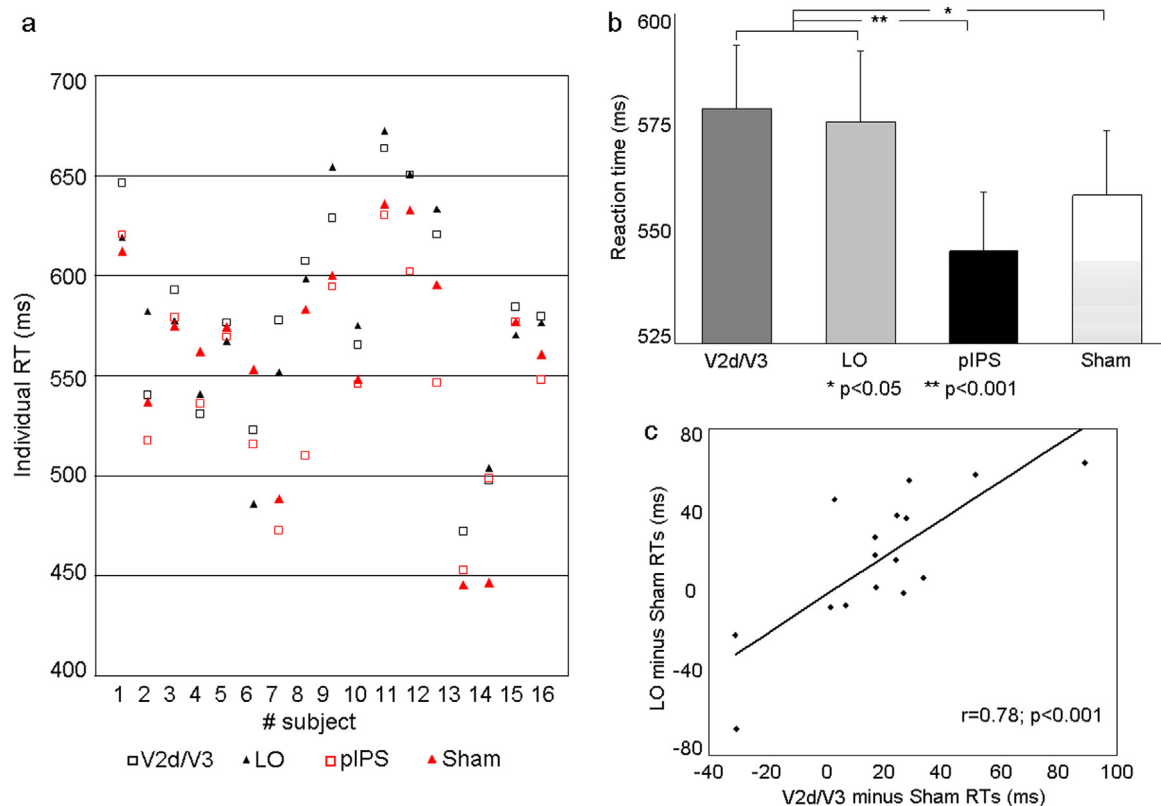 a
700
650
600
550
500
450
400
Individual RT (ms)
1 2 3 4 5 6 7 8 9 10 11 12 13 14 15 16
# subject
V2d/V3 LO pIPS Sham
b
600
575
550
525
Reaction time (ms)
*
**
V2d/V3 LO pIPS Sham
* p<0.05 ** p<0.001
c
80
40
0
-40
-80
LO minus Sham RTs (ms)
r=0.78; p<0.001
-40 -20 0 20 40 60 80 100
V2d/V3 minus Sham RTs (ms)